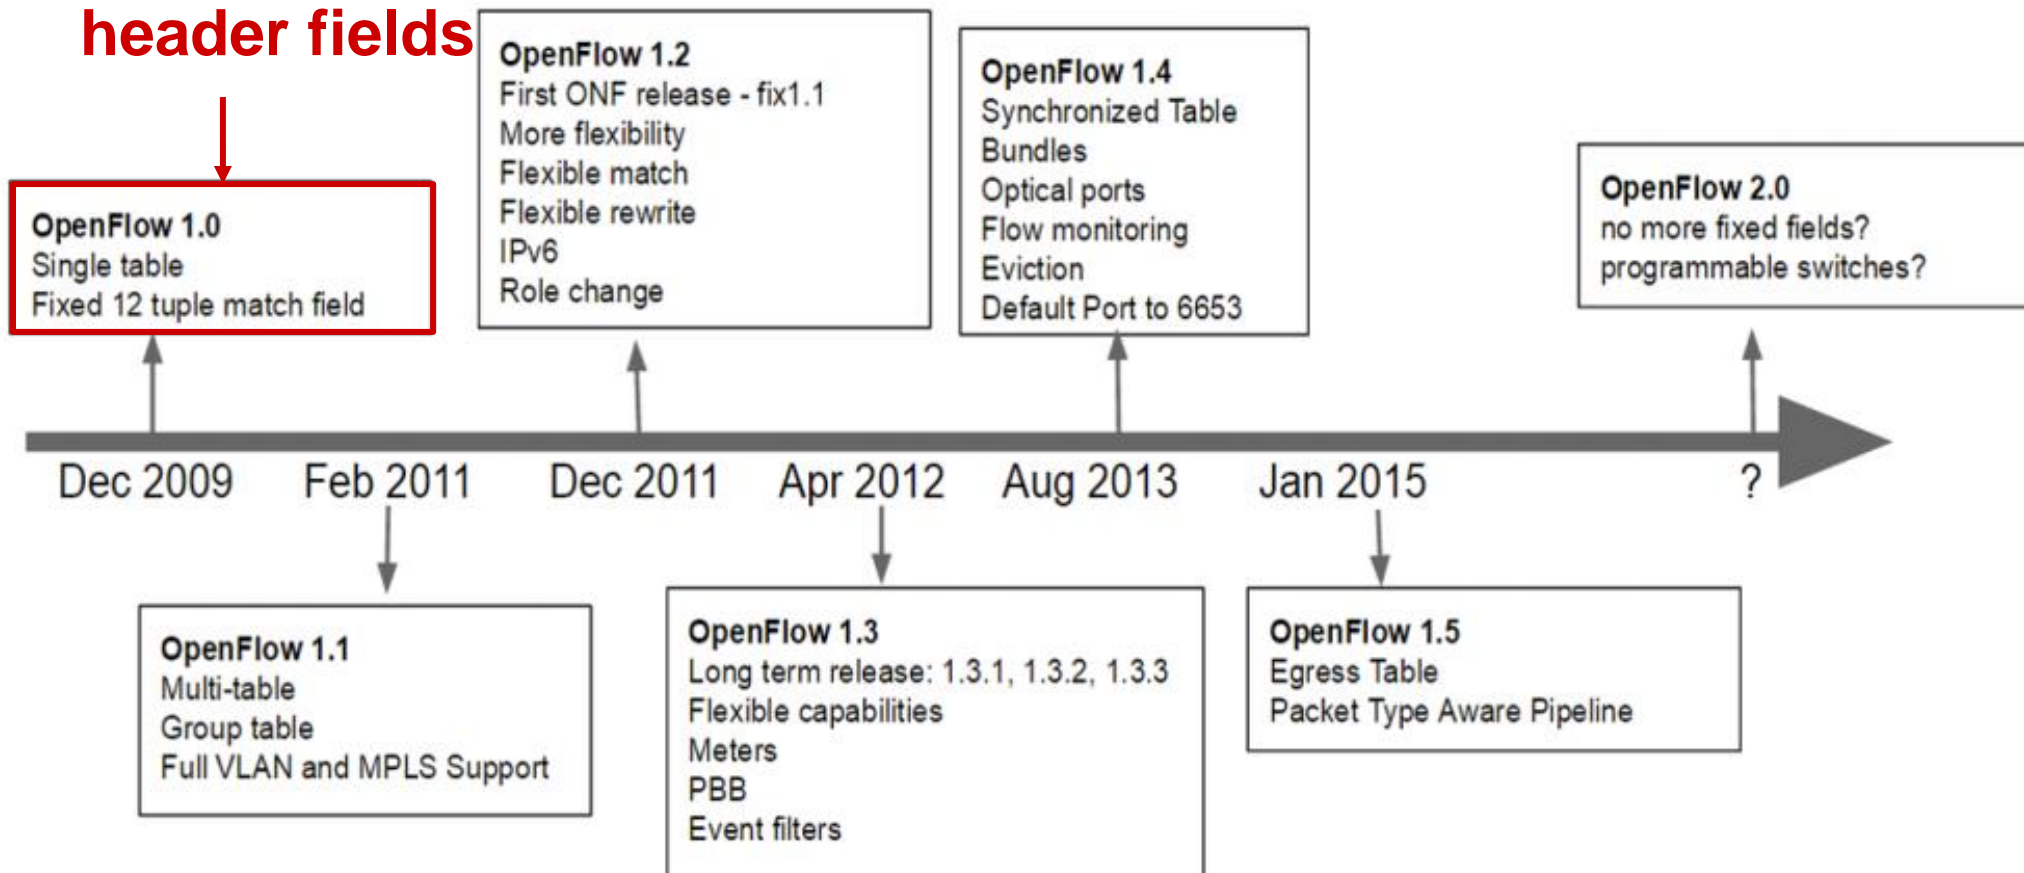 header fields
OpenFlow 1.0
Single table
Fixed 12 tuple match field
OpenFlow 1.2
First ONF release - fix1.1
More flexibility
Flexible match
Flexible rewrite
IPv6
Role change
OpenFlow 1.4
Synchronized Table
Bundles
Optical ports
Flow monitoring
Eviction
Default Port to 6653
OpenFlow 2.0
no more fixed fields?
programmable switches?
Dec 2009
Feb 2011
Dec 2011
Apr 2012
Aug 2013
Jan 2015
?
OpenFlow 1.1
Multi-table
Group table
Full VLAN and MPLS Support
OpenFlow 1.3
Long term release: 1.3.1, 1.3.2, 1.3.3
Flexible capabilities
Meters
PBB
Event filters
OpenFlow 1.5
Egress Table
Packet Type Aware Pipeline